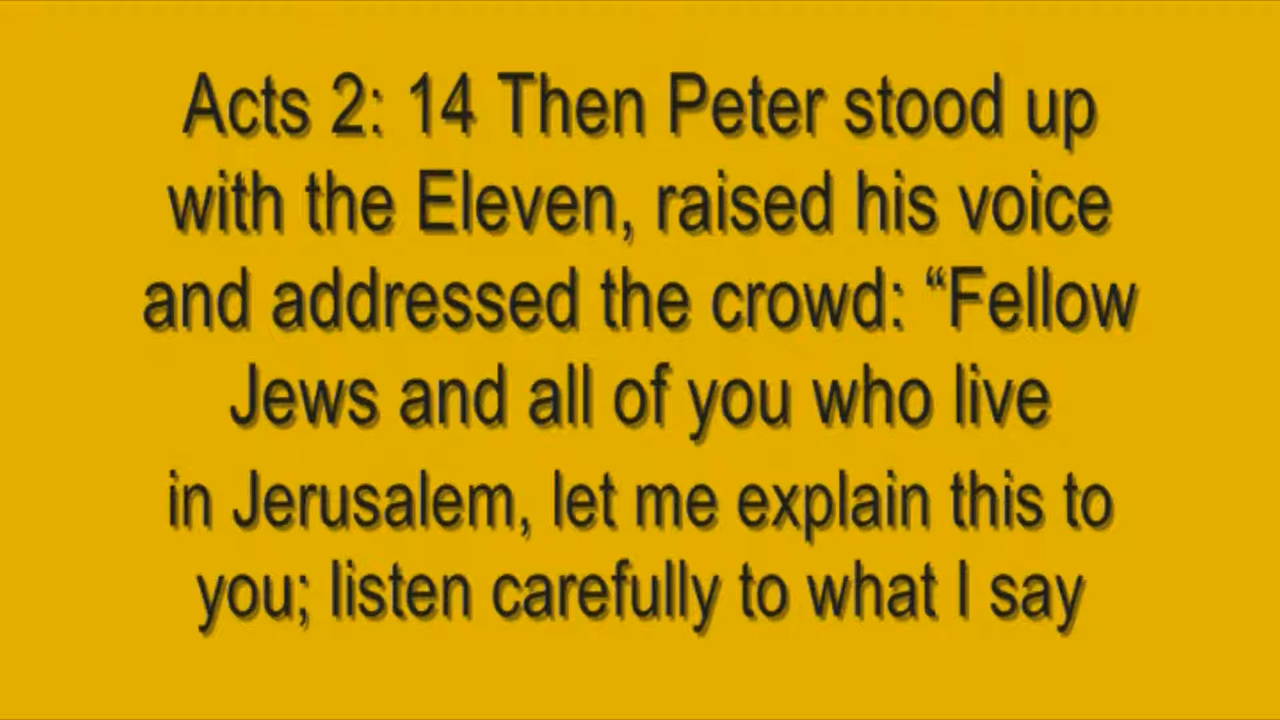 Acts 2: 14 Then Peter stood up
with the Eleven, raised his voice
and addressed the crowd: “Fellow
Jews and all of you who live
in Jerusalem, let me explain this to
you; listen carefully to what I say